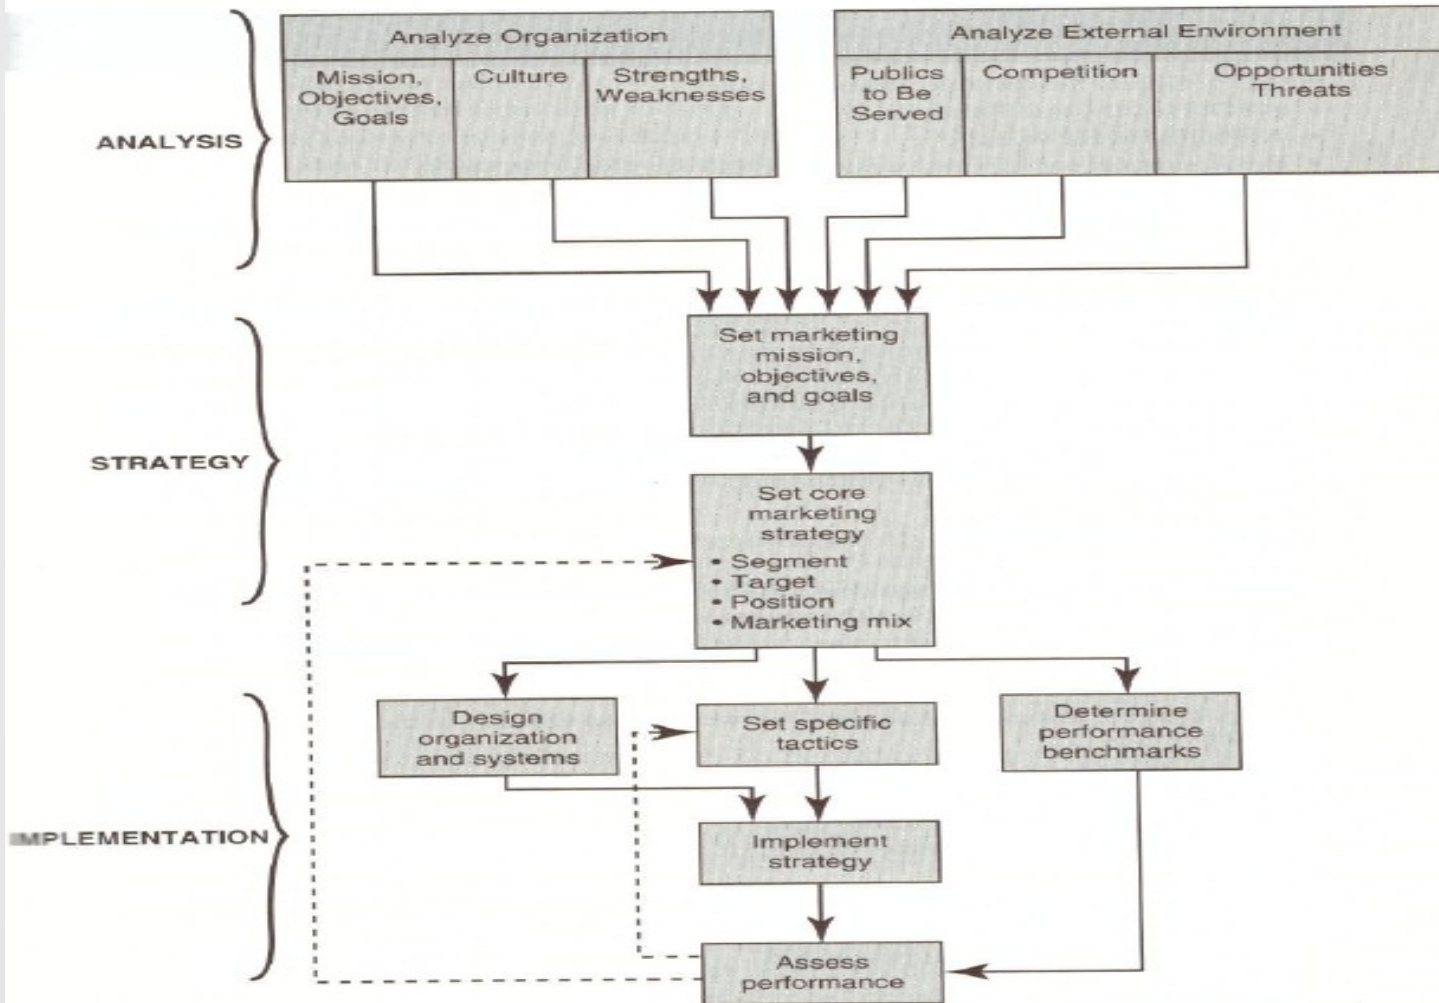 Analyze Organization
Mission,
Objectives,
Goals
Culture
Strengths,
Weaknesses
Analyze External Environment
Publics
to Be
Served
Competition
Opportunities
Threats
ANALYSIS
Set marketing
mission,
objectives,
and goals
STRATEGY
Set core
marketing
strategy
• Segment
• Target
• Position
• Marketing mix
Design
organization
and systems
Set specific
tactics
Determine
performance
benchmarks
IMPLEMENTATION
Implement
strategy
Assess
performance